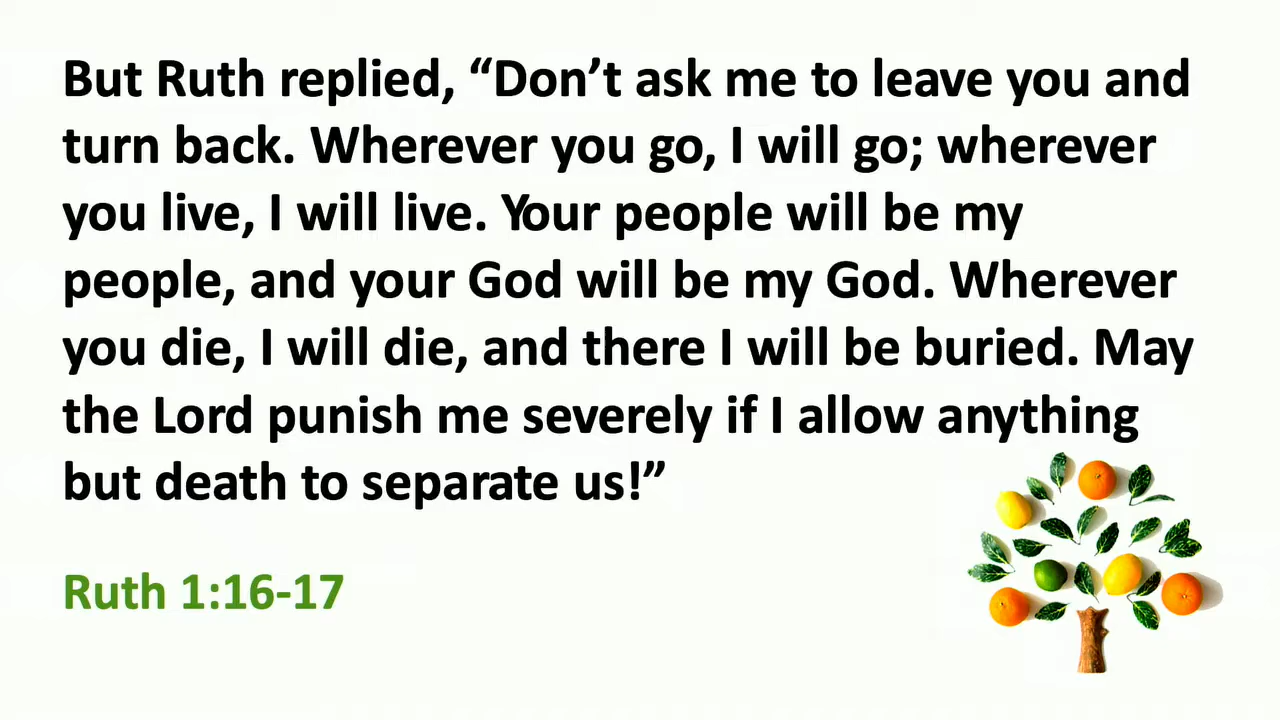 But Ruth replied, “Don’t ask me to leave you and
turn back. Wherever you go, I will go; wherever
you live, I will live. Your people will be my
people, and your God will be my God. Wherever
you die, I will die, and there I will be buried. May
the Lord punish me severely if I allow anything
but death to separate us!”
Ruth 1:16-17